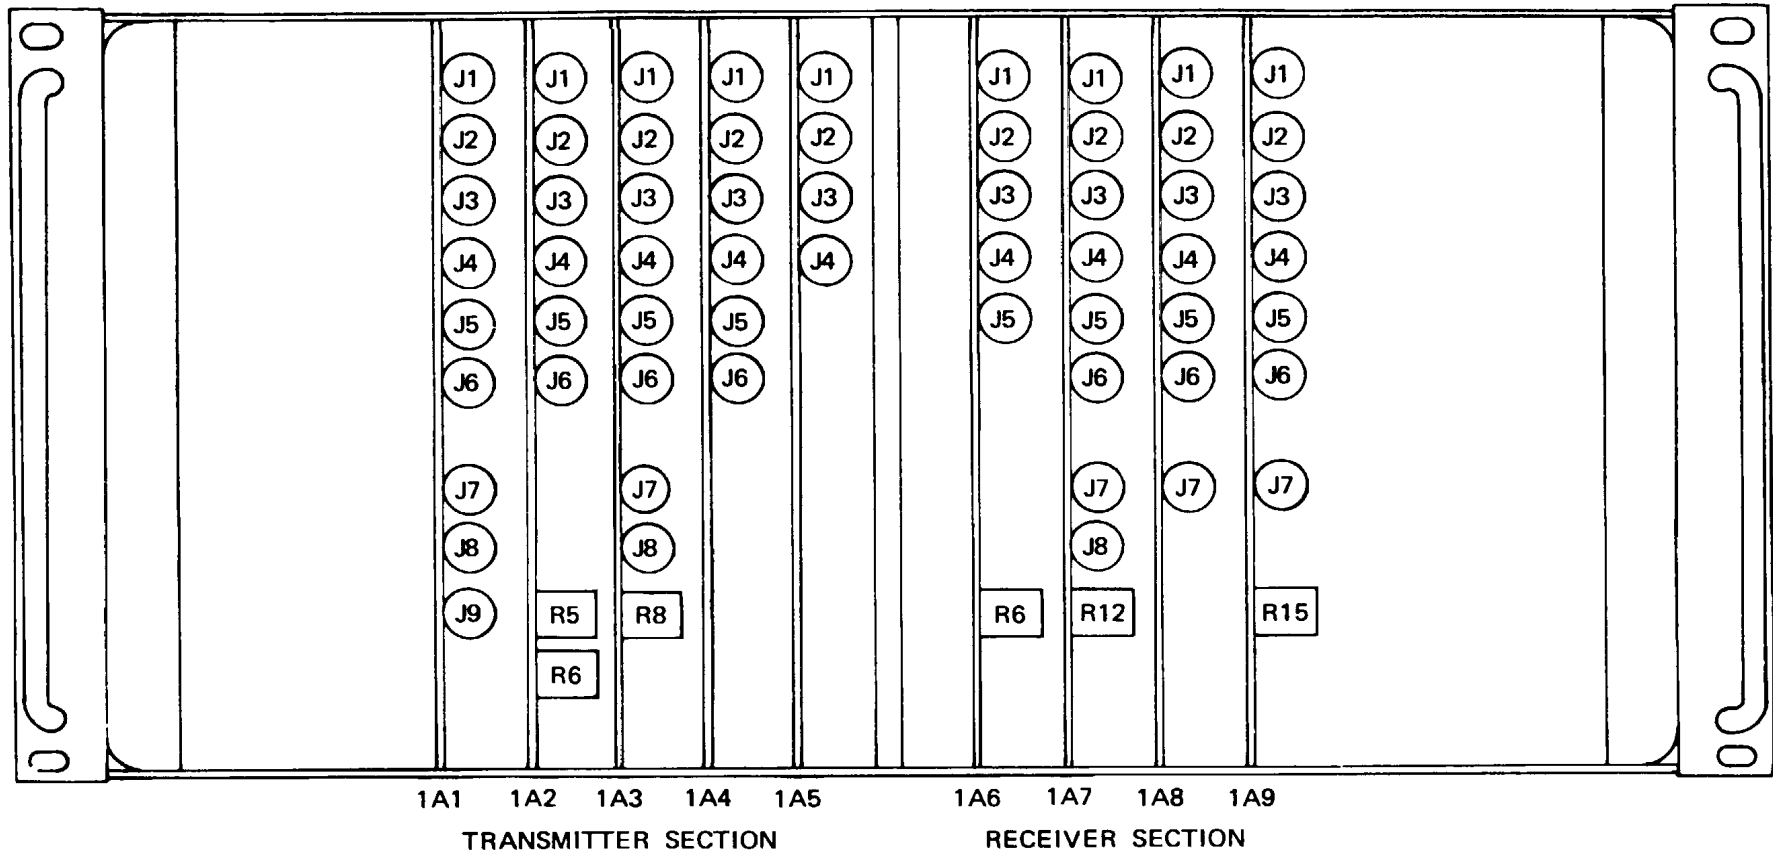 J1 J1 J1 J1 J1 J1 J1 J1 J1
J2 J2 J2 J2 J2 J2 J2 J2 J2
J3 J3 J3 J3 J3 J3 J3 J3 J3
J4 J4 J4 J4 J4 J4 J4 J4 J4
J5 J5 J5 J5 J5 J5 J5 J5
J6 J6 J6 J6 J6 J6 J6
J7 J7 J7 J7 J7
J8 J8 J8
J9 R5 R8 R6 R12 R15
R6
1A1 1A2 1A3 1A4 1A5 1A6 1A7 1A8 1A9
TRANSMITTER SECTION RECEIVER SECTION